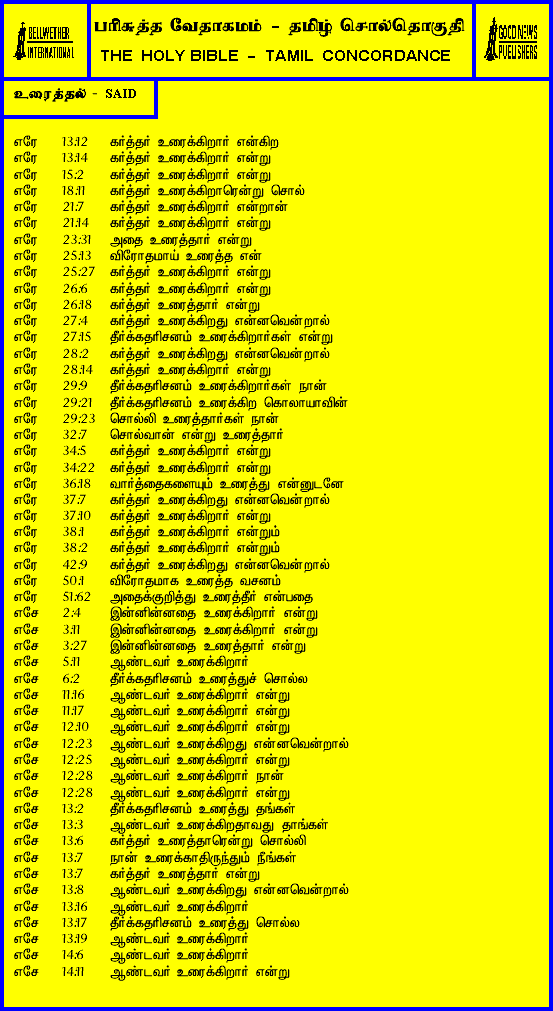 BELLWETHER
INTERNATIONAL
பரிசுத்த வேதாகமம் - தமிழ் சொல்தொகுதி
THE HOLY BIBLE - TAMIL CONCORDANCE
GOOD NEWS
PUBLISHERS
உரைத்தல் - SAID
எரே 13:12 கர்த்தர் உரைக்கிறார் என்கிற
எரே 13:14 கர்த்தர் உரைக்கிறார் என்று
எரே 15:2 கர்த்தர் உரைக்கிறார் என்று
எரே 18:11 கர்த்தர் உரைக்கிறாரென்று சொல்
எரே 21:7 கர்த்தர் உரைக்கிறார் என்றான்
எரே 21:14 கர்த்தர் உரைக்கிறார் என்று
எரே 23:31 அதை உரைத்தார் என்று
எரே 25:13 விரோதமாய் உரைத்த என்
எரே 25:27 கர்த்தர் உரைக்கிறார் என்று
எரே 26:6 கர்த்தர் உரைக்கிறார் என்று
எரே 26:18 கர்த்தர் உரைத்தார் என்று
எரே 27:4 கர்த்தர் உரைக்கிறது என்னவென்றால்
எரே 27:15 தீர்க்கதரிசனம் உரைக்கிறார்கள் என்று
எரே 28:2 கர்த்தர் உரைக்கிறது என்னவென்றால்
எரே 28:14 கர்த்தர் உரைக்கிறார் என்று
எரே 29:9 தீர்க்கதரிசனம் உரைக்கிறார்கள் நான்
எரே 29:21 தீர்க்கதரிசனம் உரைக்கிற கொலாயாவின்
எரே 29:23 சொல்லி உரைத்தார்கள் நான்
எரே 32:7 சொல்வான் என்று உரைத்தார்
எரே 34:5 கர்த்தர் உரைக்கிறார் என்று
எரே 34:22 கர்த்தர் உரைக்கிறார் என்று
எரே 36:18 வார்த்தைகளையும் உரைத்து என்னுடனே
எரே 37:7 கர்த்தர் உரைக்கிறது என்னவென்றால்
எரே 37:10 கர்த்தர் உரைக்கிறார் என்று
எரே 38:1 கர்த்தர் உரைக்கிறார் என்றும்
எரே 38:2 கர்த்தர் உரைக்கிறார் என்றும்
எரே 42:9 கர்த்தர் உரைக்கிறது என்னவென்றால்
எரே 50:1 விரோதமாக உரைத்த வசனம்
எரே 51:62 அதைக்குறித்து உரைத்தீர் என்பதை
எசே 2:4 இன்னின்னதை உரைக்கிறார் என்று
எசே 3:11 இன்னின்னதை உரைக்கிறார் என்று
எசே 3:27 இன்னின்னதை உரைத்தார் என்று
எசே 5:11 ஆண்டவர் உரைக்கிறார்
எசே 6:2 தீர்க்கதரிசனம் உரைத்துச் சொல்ல
எசே 11:16 ஆண்டவர் உரைக்கிறார் என்று
எசே 11:17 ஆண்டவர் உரைக்கிறார் என்று
எசே 12:10 ஆண்டவர் உரைக்கிறார் என்று
எசே 12:23 ஆண்டவர் உரைக்கிறது என்னவென்றால்
எசே 12:25 ஆண்டவர் உரைக்கிறார் என்று
எசே 12:28 ஆண்டவர் உரைக்கிறார் நான்
எசே 12:28 ஆண்டவர் உரைக்கிறார் என்று
எசே 13:2 தீர்க்கதரிசனம் உரைத்து தங்கள்
எசே 13:3 ஆண்டவர் உரைக்கிறதாவது தாங்கள்
எசே 13:6 கர்த்தர் உரைத்தாரென்று சொல்லி
எசே 13:7 நான் உரைக்காதிருந்தும் நீங்கள்
எசே 13:7 கர்த்தர் உரைத்தார் என்று
எசே 13:8 ஆண்டவர் உரைக்கிறது என்னவென்றால்
எசே 13:16 ஆண்டவர் உரைக்கிறார்
எசே 13:17 தீர்க்கதரிசனம் உரைத்து சொல்ல
எசே 13:19 ஆண்டவர் உரைக்கிறார்
எசே 14:6 ஆண்டவர் உரைக்கிறார்
எசே 14:11 ஆண்டவர் உரைக்கிறார் என்று